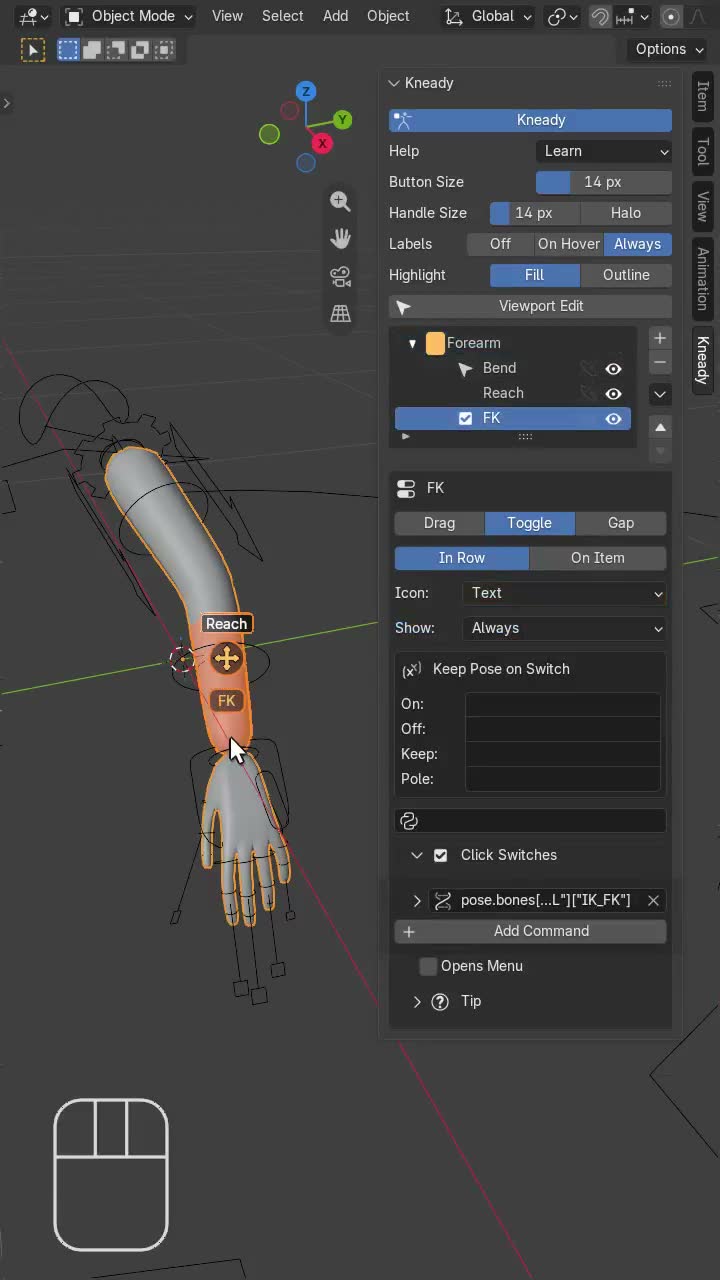 Object Mode View Select Add Object Global
Options
Kneady
Kneady
Help Learn
Button Size 14 px
Handle Size 14 px Halo
Labels Off On Hover Always
Highlight Fill Outline
Viewport Edit
Forearm
Bend
Reach
FK
FK
Drag Toggle Gap
In Row On Item
Icon: Text
Show: Always
Keep Pose on Switch
On:
Off:
Keep:
Pole:
Click Switches
pose.bones[...L"]["IK_FK"]
Add Command
Opens Menu
Tip
Item
Tool
View
Animation
Kneady
Z
Y
X
Reach
FK